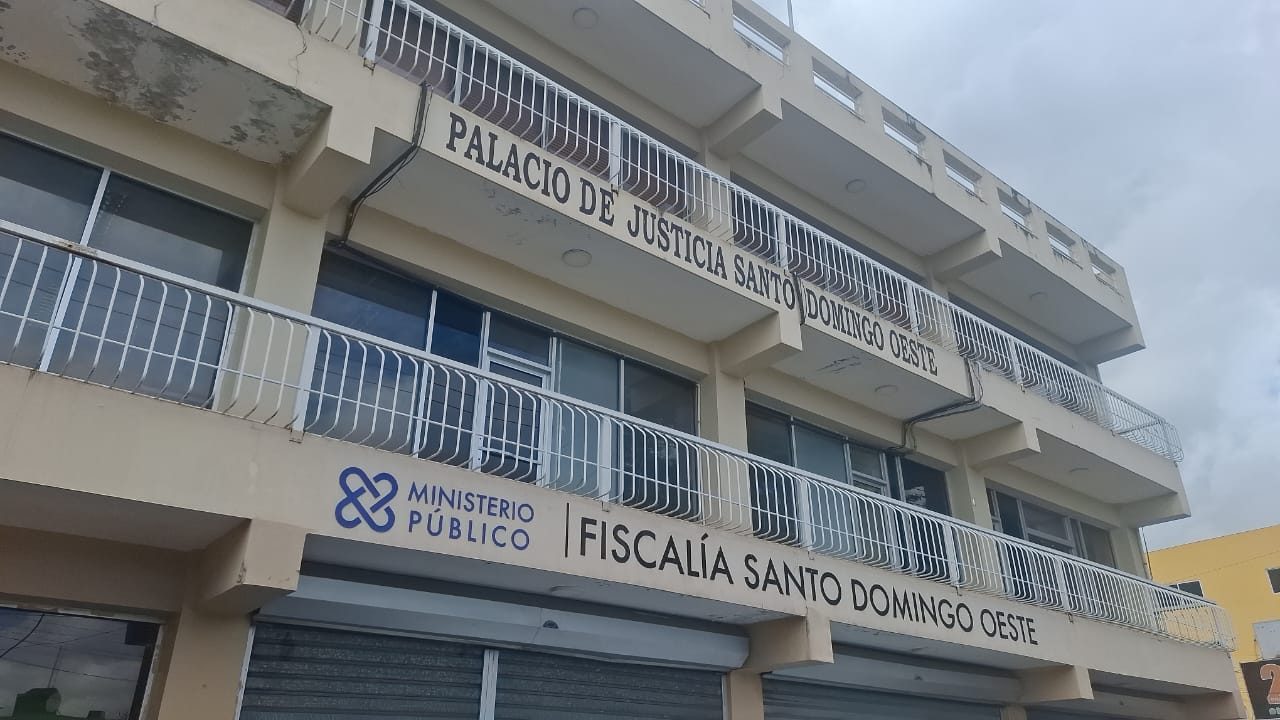 PALACIO DE JUSTICIA SANTO DOMINGO OESTE
MINISTERIO
PÚBLICO
FISCALÍA SANTO DOMINGO OESTE